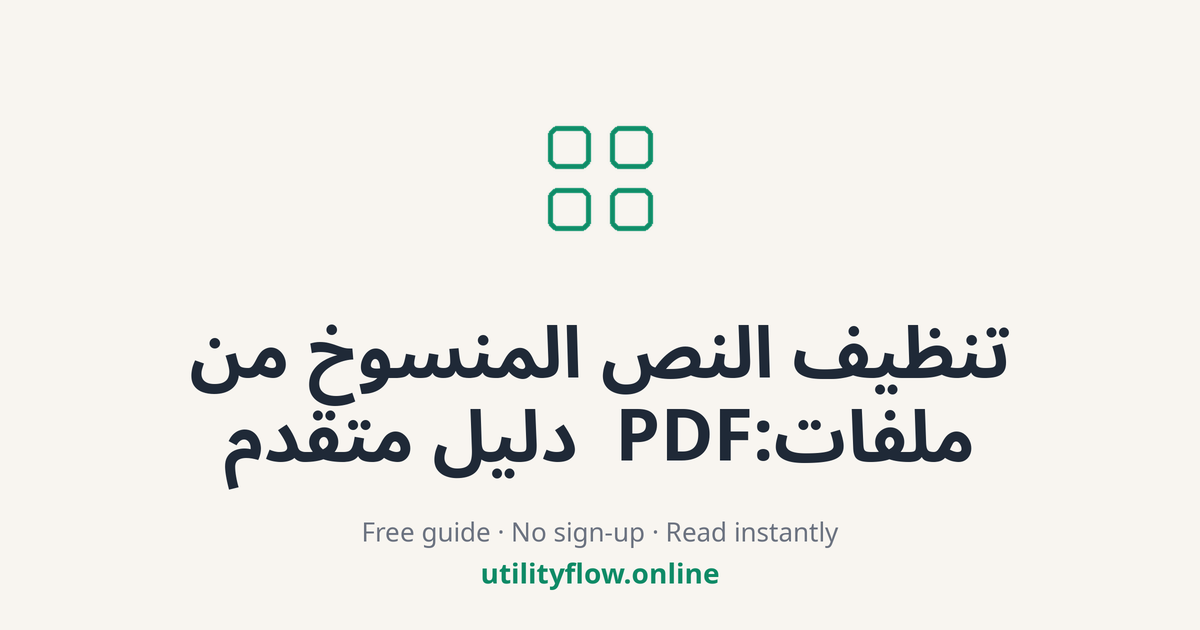 تنظيف النص المنسوخ من
ملفات:PDF  دليل متقدم
Free guide · No sign-up · Read instantly
utilityflow.online